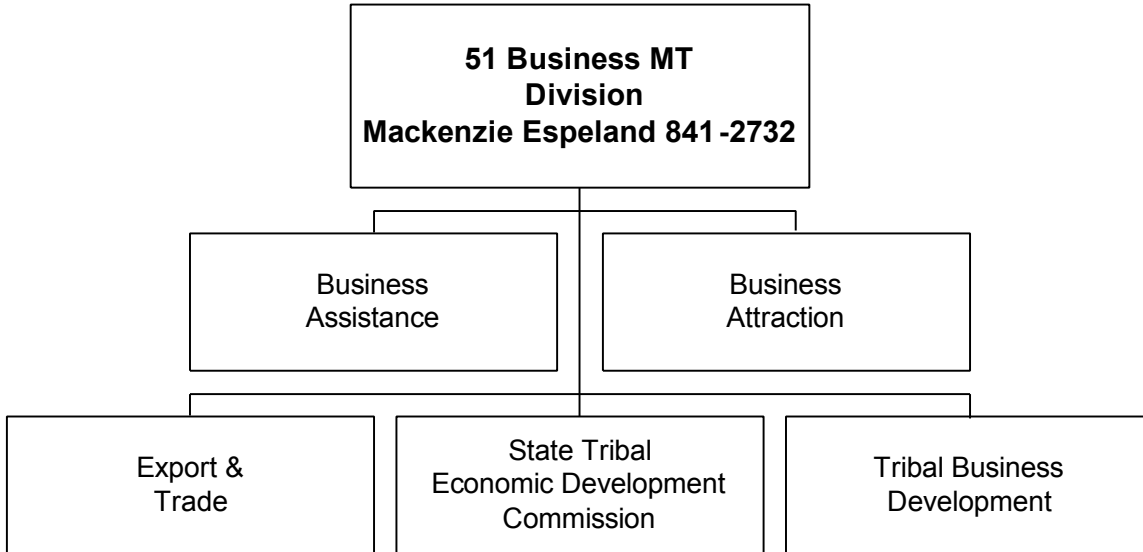 51 Business MT
Division
Mackenzie Espeland 841-2732
Business
Assistance
Business
Attraction
Export &
Trade
State Tribal
Economic Development
Commission
Tribal Business
Development